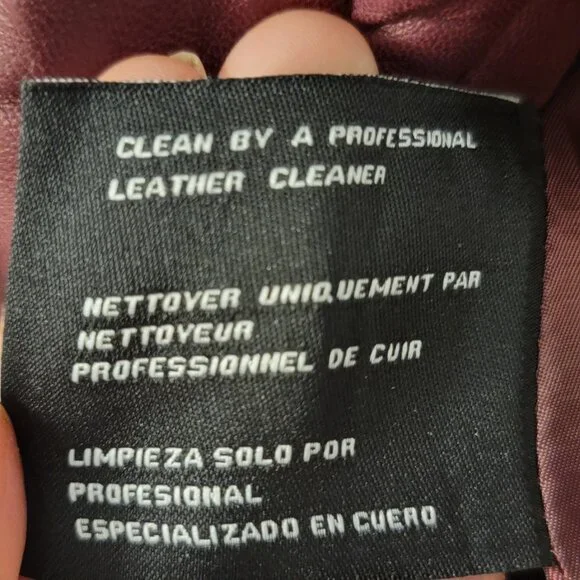 CLEAN BY A PROFESSIONAL
LEATHER CLEANER
NETTOYER UNIQUEMENT PAR
NETTOYEUR
PROFESSIONNEL DE CUIR
LIMPIEZA SOLO POR
PROFESIONAL
ESPECIALIZADO EN CUERO